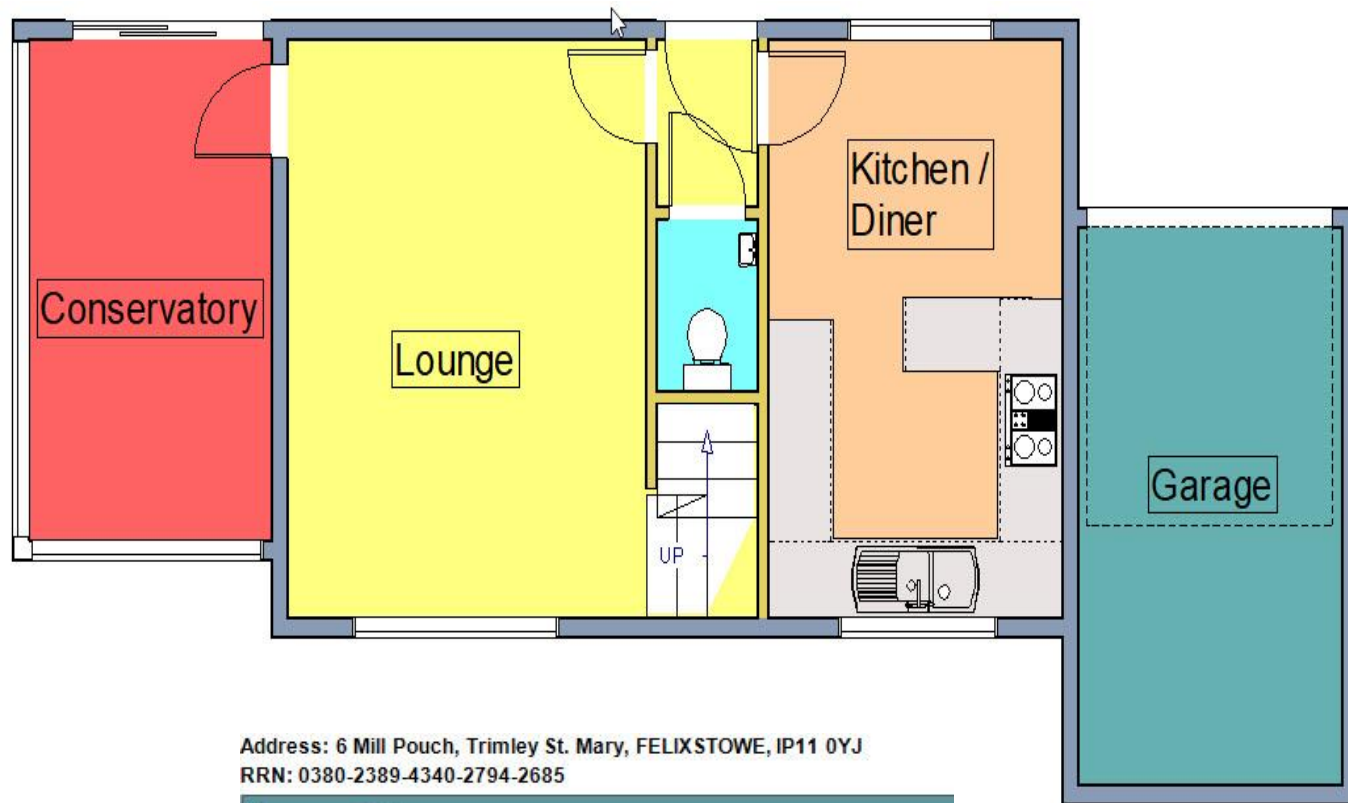 Kitchen /
Diner
Conservatory
Lounge
Garage
UP
Address: 6 Mill Pouch, Trimley St. Mary, FELIXSTOWE, IP11 0YJ
RRN: 0380-2389-4340-2794-2685